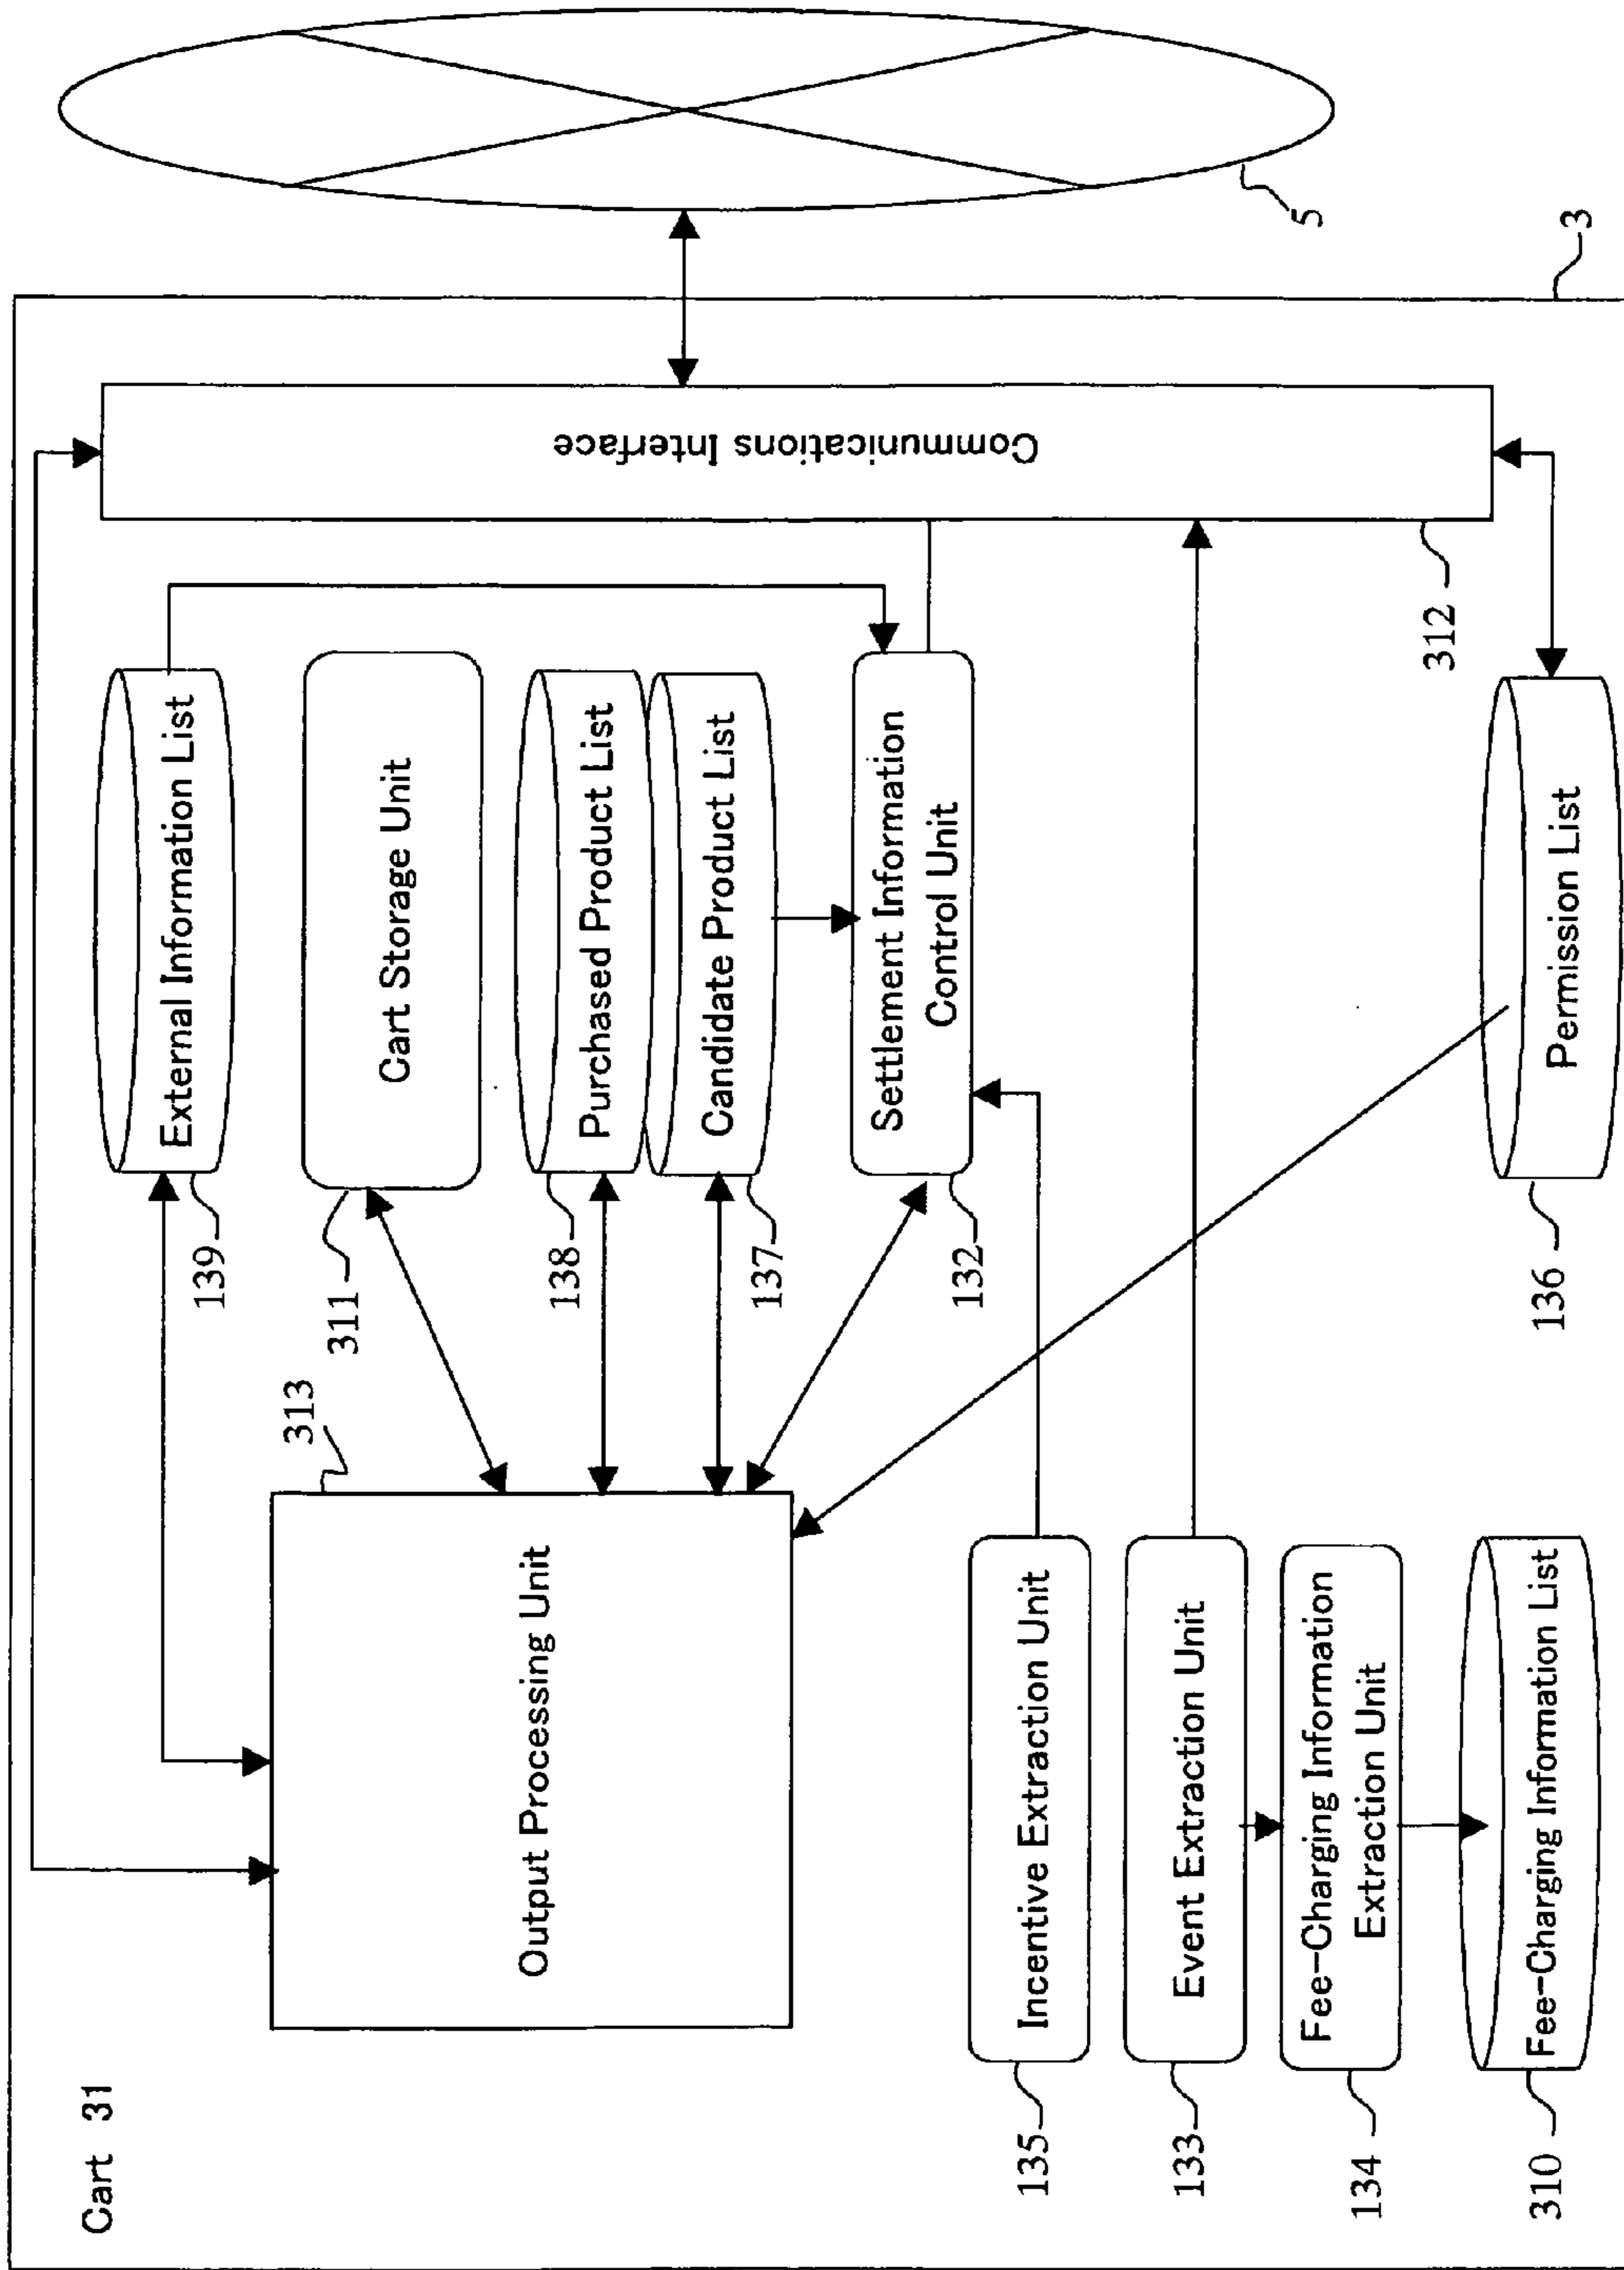 Cart 31
Output Processing Unit
313
External Information List
139
Cart Storage Unit
311
Purchased Product List
138
Candidate Product List
137
Settlement Information
Control Unit
132
Communications Interface
312
5
3
Incentive Extraction Unit
135
Event Extraction Unit
133
Fee-Charging Information
Extraction Unit
134
Fee-Charging Information List
310
Permission List
136